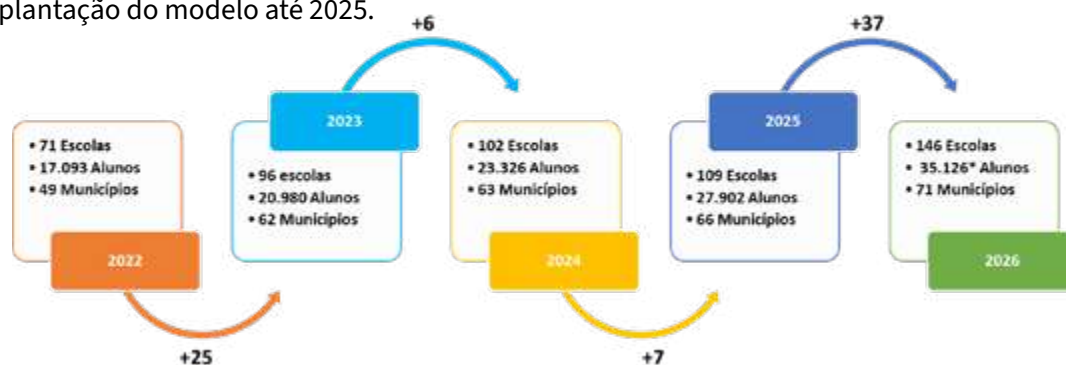 plantação do modelo até 2025.
+6
+37
• 71 Escolas
• 17.093 Alunos
• 49 Municípios
2022
+25
2023
• 96 escolas
• 20.980 Alunos
• 62 Municípios
• 102 Escolas
• 23.326 Alunos
• 63 Municípios
2024
+7
2025
• 109 Escolas
• 27.902 Alunos
• 66 Municípios
• 146 Escolas
• 35.126* Alunos
• 71 Municípios
2026